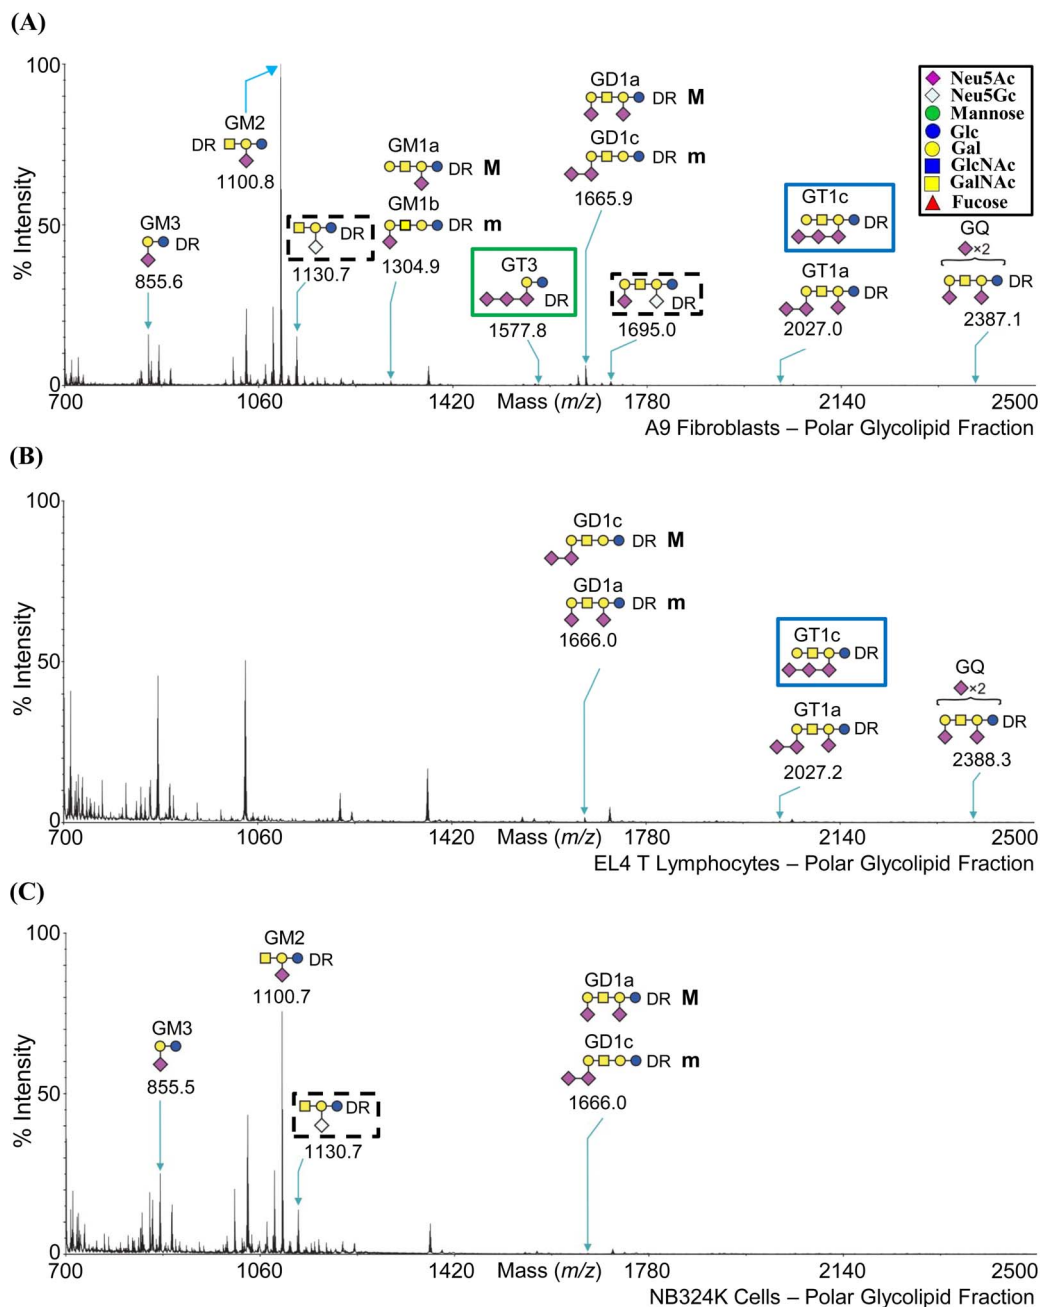 (A)
100
50
0
% Intensity
GM3
DR
855.6
GM2
DR
1100.8
DR
1130.7
GM1a
DR M
GM1b
DR m
1304.9
GT3
DR
1577.8
GD1a
DR M
GD1c
DR m
1665.9
DR
1695.0
GT1c
DR
GT1a
DR
2027.0
GQ
×2
DR
2387.1
Neu5Ac
Neu5Gc
Mannose
Glc
Gal
GlcNAc
GalNAc
Fucose
700 1060 1420 Mass (m/z) 1780 2140 2500
A9 Fibroblasts – Polar Glycolipid Fraction
(B)
100
50
0
% Intensity
GD1c
DR M
GD1a
DR m
1666.0
GT1c
DR
GT1a
DR
2027.2
GQ
×2
DR
2388.3
700 1060 1420 Mass (m/z) 1780 2140 2500
EL4 T Lymphocytes – Polar Glycolipid Fraction
(C)
100
50
0
% Intensity
GM3
855.5
GM2
DR
1100.7
DR
1130.7
GD1a
DR M
GD1c
DR m
1666.0
700 1060 1420 Mass (m/z) 1780 2140 2500
NB324K Cells – Polar Glycolipid Fraction